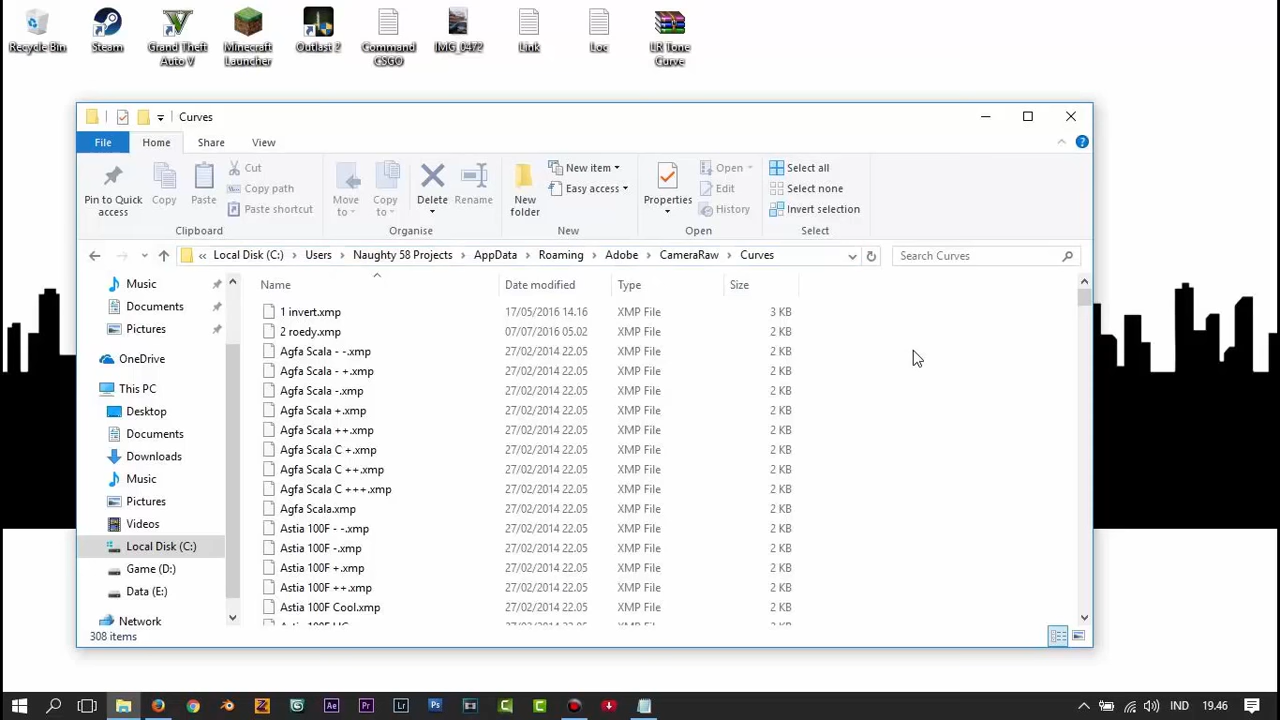 Recycle Bin
Steam
Grand Theft Auto V
Minecraft Launcher
Outlast 2
Command CSGO
IMG_0472
Link
Loc
LR Tone Curve
Curves
File Home Share View
Pin to Quick access
Copy
Paste
Cut
Copy path
Paste shortcut
Clipboard
Move to
Copy to
Delete
Rename
Organise
New folder
New item
Easy access
New
Properties
Open
Edit
History
Open
Select all
Select none
Invert selection
Select
« Local Disk (C:) › Users › Naughty 58 Projects › AppData › Roaming › Adobe › CameraRaw › Curves
Search Curves
Music
Documents
Pictures
OneDrive
This PC
Desktop
Documents
Downloads
Music
Pictures
Videos
Local Disk (C:)
Game (D:)
Data (E:)
Network
Name Date modified Type Size
1 invert.xmp 17/05/2016 14.16 XMP File 3 KB
2 roedy.xmp 07/07/2016 05.02 XMP File 2 KB
Agfa Scala - -.xmp 27/02/2014 22.05 XMP File 2 KB
Agfa Scala - +.xmp 27/02/2014 22.05 XMP File 2 KB
Agfa Scala -.xmp 27/02/2014 22.05 XMP File 2 KB
Agfa Scala +.xmp 27/02/2014 22.05 XMP File 2 KB
Agfa Scala ++.xmp 27/02/2014 22.05 XMP File 2 KB
Agfa Scala C +.xmp 27/02/2014 22.05 XMP File 2 KB
Agfa Scala C ++.xmp 27/02/2014 22.05 XMP File 2 KB
Agfa Scala C +++.xmp 27/02/2014 22.05 XMP File 2 KB
Agfa Scala.xmp 27/02/2014 22.05 XMP File 2 KB
Astia 100F - -.xmp 27/02/2014 22.05 XMP File 2 KB
Astia 100F -.xmp 27/02/2014 22.05 XMP File 2 KB
Astia 100F +.xmp 27/02/2014 22.05 XMP File 2 KB
Astia 100F ++.xmp 27/02/2014 22.05 XMP File 2 KB
Astia 100F Cool.xmp 27/02/2014 22.05 XMP File 2 KB
308 items
Ae Pr Lr Ps
IND 19.46